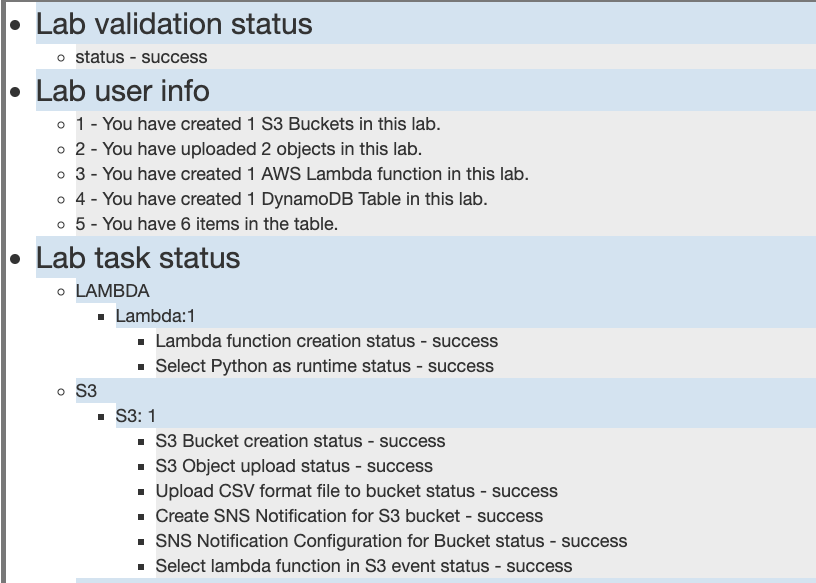 Lab validation status
status - success
Lab user info
1 - You have created 1 S3 Buckets in this lab.
2 - You have uploaded 2 objects in this lab.
3 - You have created 1 AWS Lambda function in this lab.
4 - You have created 1 DynamoDB Table in this lab.
5 - You have 6 items in the table.
Lab task status
LAMBDA
Lambda:1
Lambda function creation status - success
Select Python as runtime status - success
S3
S3: 1
S3 Bucket creation status - success
S3 Object upload status - success
Upload CSV format file to bucket status - success
Create SNS Notification for S3 bucket - success
SNS Notification Configuration for Bucket status - success
Select lambda function in S3 event status - success